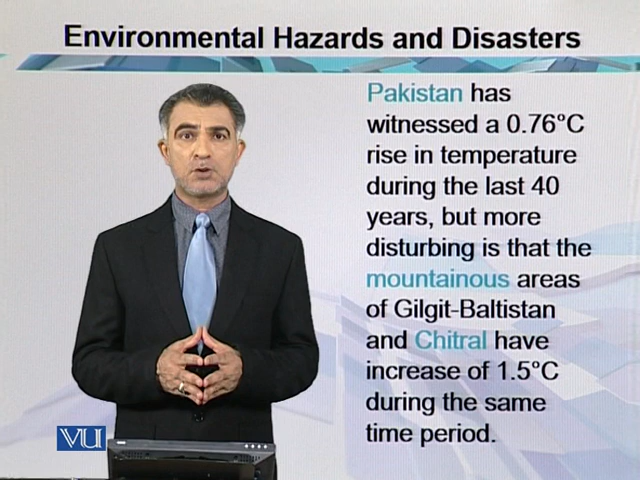 Environmental Hazards and Disasters
Pakistan has
witnessed a 0.76°C
rise in temperature
during the last 40
years, but more
disturbing is that the
mountainous areas
of Gilgit-Baltistan
and Chitral have
increase of 1.5°C
during the same
time period.
VU